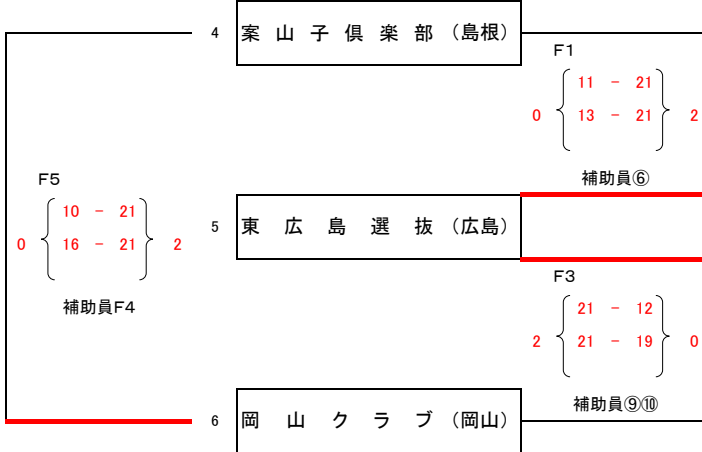 4 案山子倶楽部（島根）
F1
11 - 21
0 13 - 21 2
補助員⑥
F5
10 - 21
0 16 - 21 2
補助員F4
5 東広島選抜（広島）
F3
21 - 12
2 21 - 19 0
補助員⑨⑩
6 岡山クラブ（岡山）